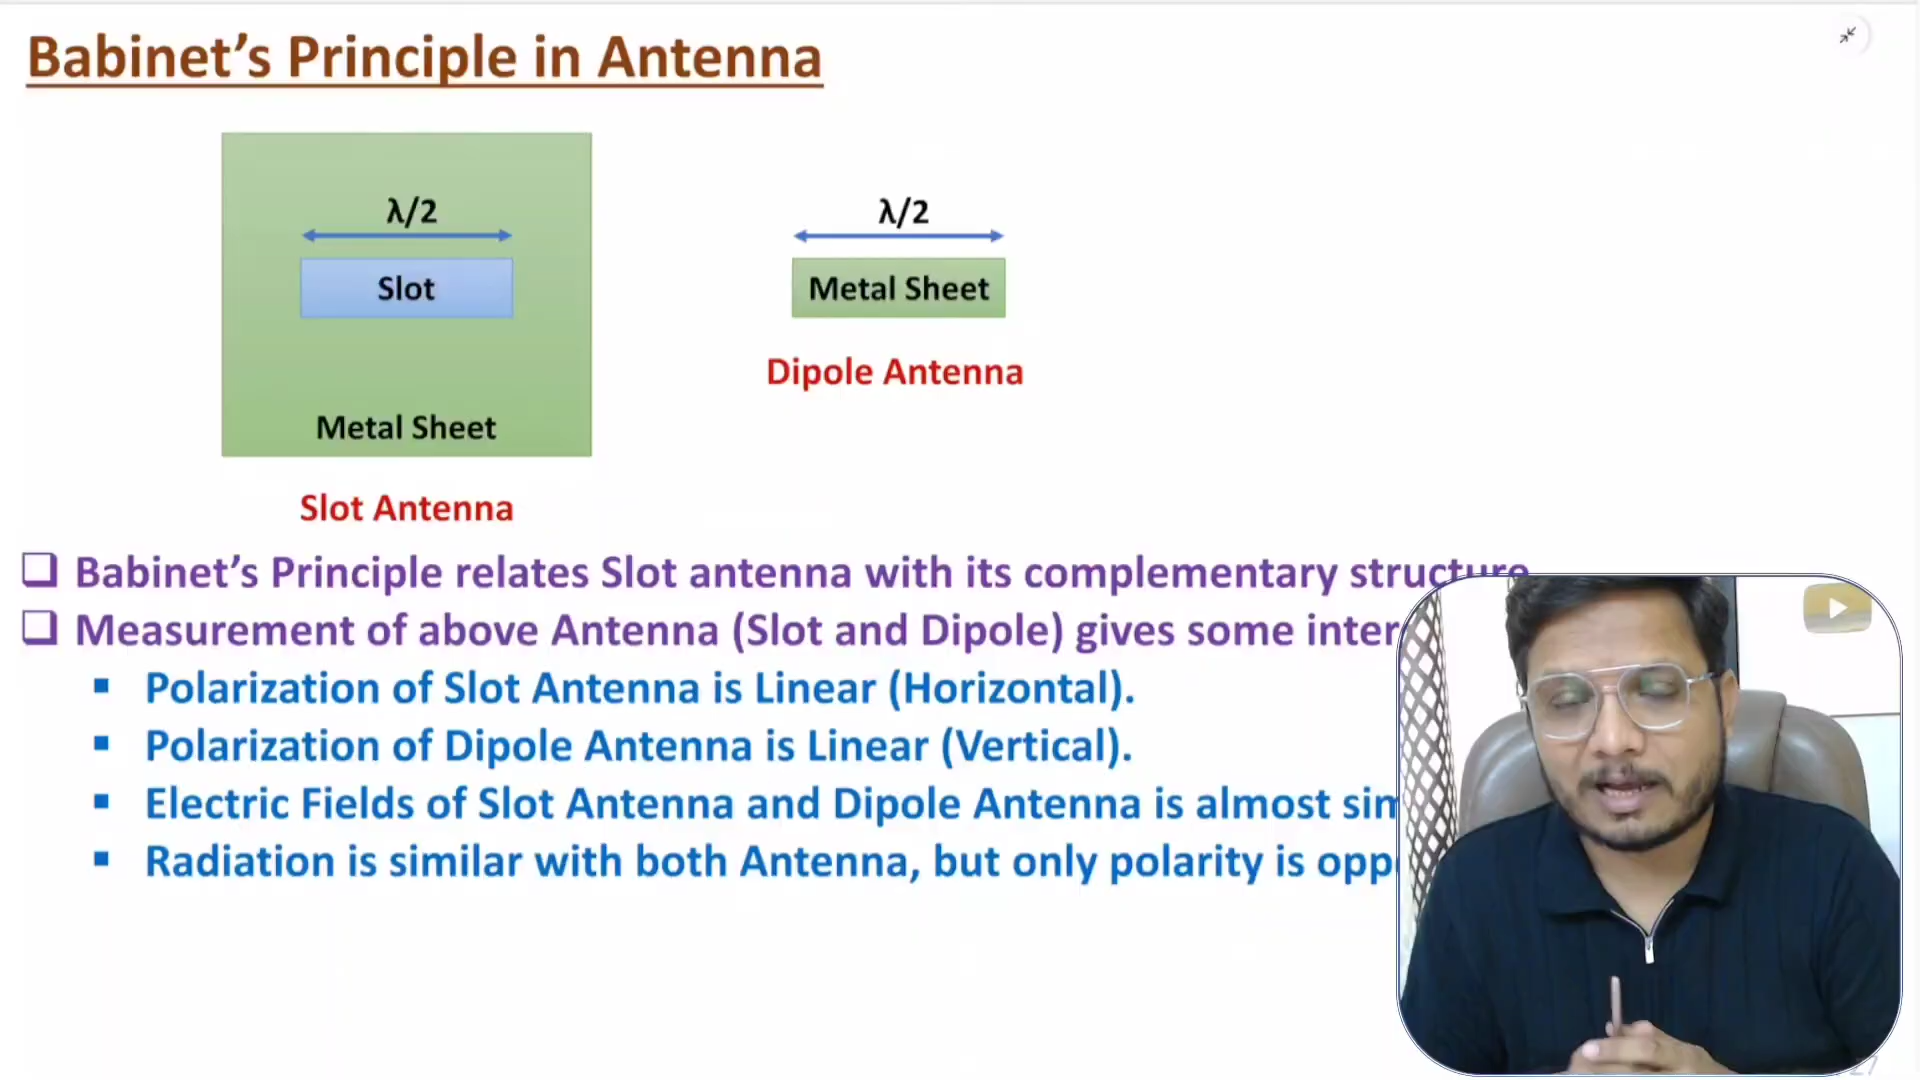 Babinet’s Principle in Antenna
λ/2
Slot
Metal Sheet
Slot Antenna
λ/2
Metal Sheet
Dipole Antenna
❑ Babinet’s Principle relates Slot antenna with its complementary structure
❑ Measurement of above Antenna (Slot and Dipole) gives some
▪ Polarization of Slot Antenna is Linear (Horizontal).
▪ Polarization of Dipole Antenna is Linear (Vertical).
▪ Electric Fields of Slot Antenna and Dipole Antenna is almost
▪ Radiation is similar with both Antenna, but only polarity is